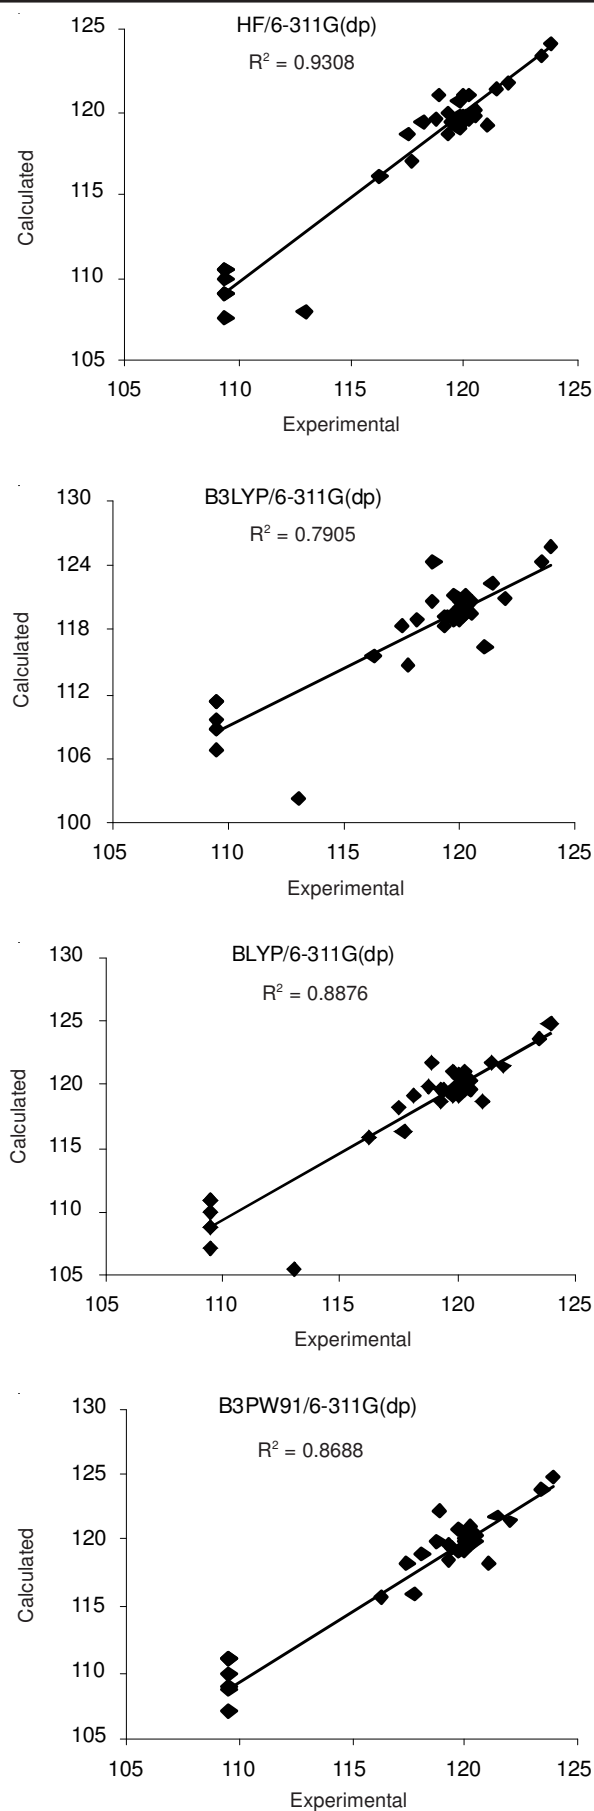 HF/6-311G(dp)
R² = 0.9308
125
120
115
110
105
Calculated
105 110 115 120 125
Experimental
B3LYP/6-311G(dp)
R² = 0.7905
130
124
118
112
106
100
Calculated
105 110 115 120 125
Experimental
BLYP/6-311G(dp)
R² = 0.8876
130
125
120
115
110
105
Calculated
105 110 115 120 125
Experimental
B3PW91/6-311G(dp)
R² = 0.8688
130
125
120
115
110
105
Calculated
105 110 115 120 125
Experimental